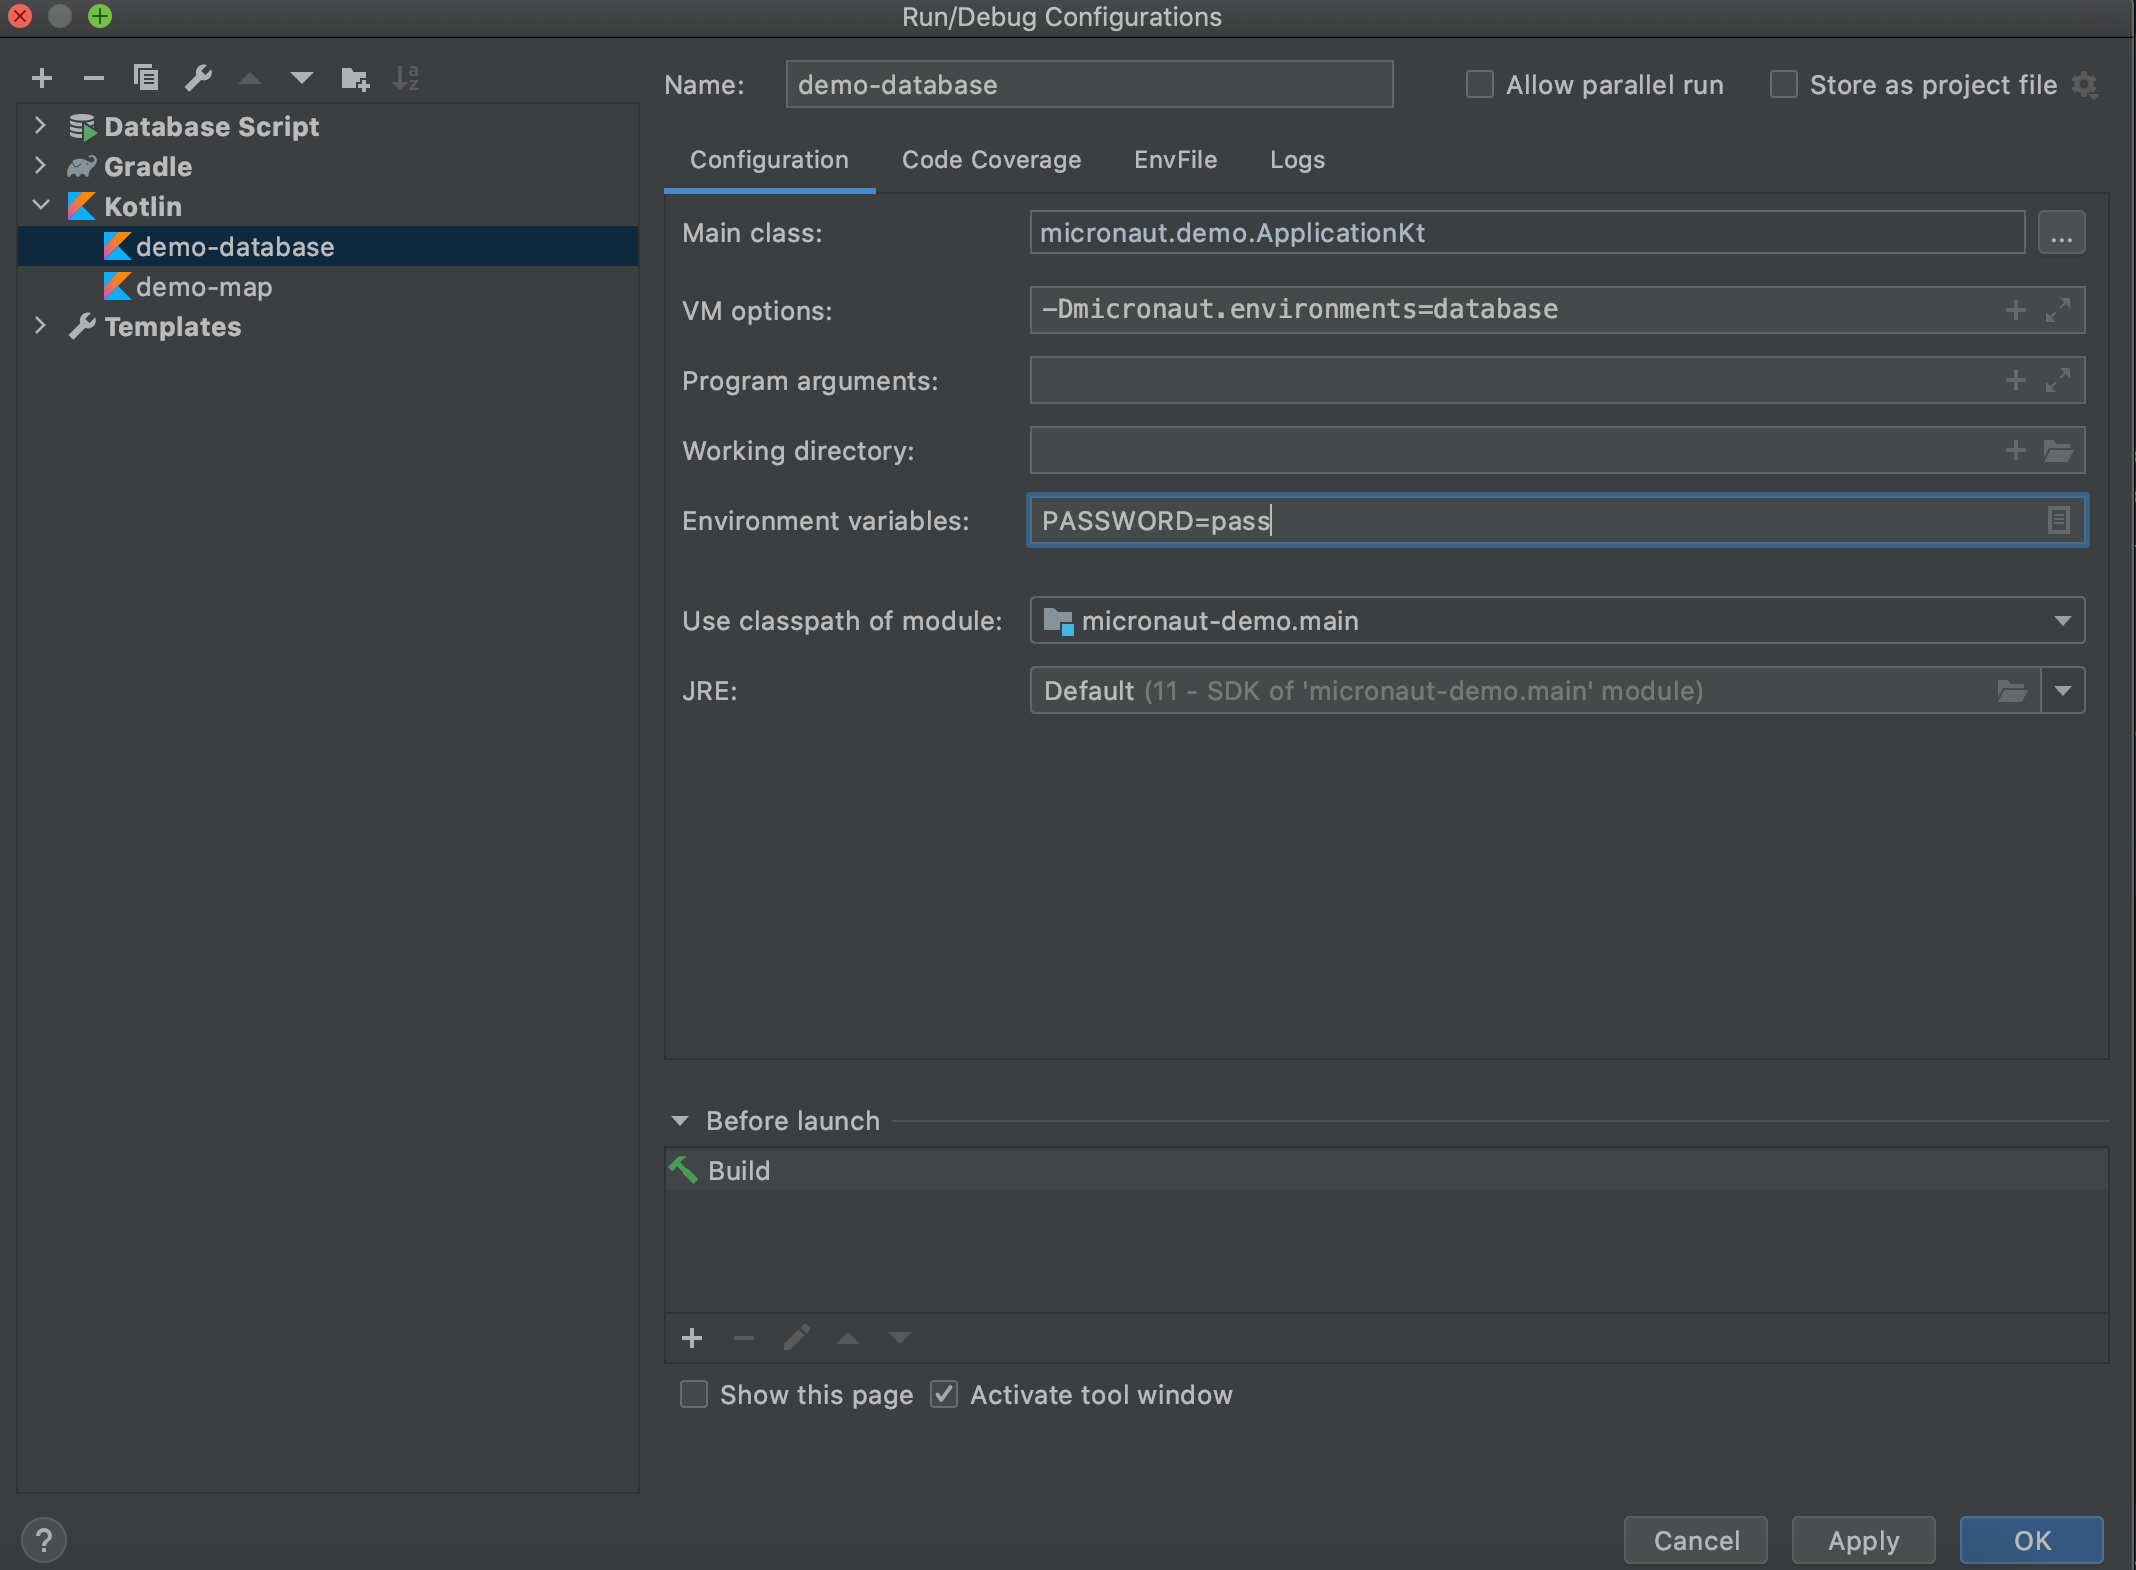 Run/Debug Configurations
Name: demo-database Allow parallel run Store as project file
Database Script
Gradle
Kotlin
demo-database
demo-map
Templates
Configuration Code Coverage EnvFile Logs
Main class: micronaut.demo.ApplicationKt ...
VM options: -Dmicronaut.environments=database
Program arguments:
Working directory:
Environment variables: PASSWORD=pass
Use classpath of module: micronaut-demo.main
JRE: Default (11 - SDK of 'micronaut-demo.main' module)
Before launch
Build
Show this page Activate tool window
? Cancel Apply OK